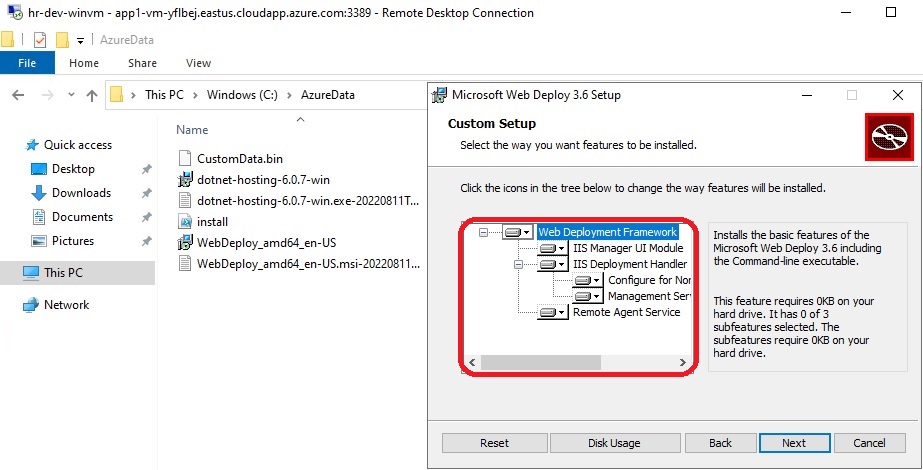 hr-dev-winvm - app1-vm-yflbej.eastus.cloudapp.azure.com:3389 - Remote Desktop Connection
AzureData
File
Home
Share
View
This PC
Windows (C:)
AzureData
Quick access
Desktop
Downloads
Documents
Pictures
This PC
Network
Name
CustomData.bin
dotnet-hosting-6.0.7-win
dotnet-hosting-6.0.7-win.exe-20220811T...
install
WebDeploy_amd64_en-US
WebDeploy_amd64_en-US.msi-20220811...
Microsoft Web Deploy 3.6 Setup
Custom Setup
Select the way you want features to be installed.
Click the icons in the tree below to change the way features will be installed.
Web Deployment Framework
IIS Manager UI Module
IIS Deployment Handler
Configure for Nor
Management Serv
Remote Agent Service
Installs the basic features of the
Microsoft Web Deploy 3.6 including
the Command-line executable.
This feature requires 0KB on your
hard drive. It has 0 of 3
subfeatures selected. The
subfeatures require 0KB on your
hard drive.
Reset
Disk Usage
Back
Next
Cancel